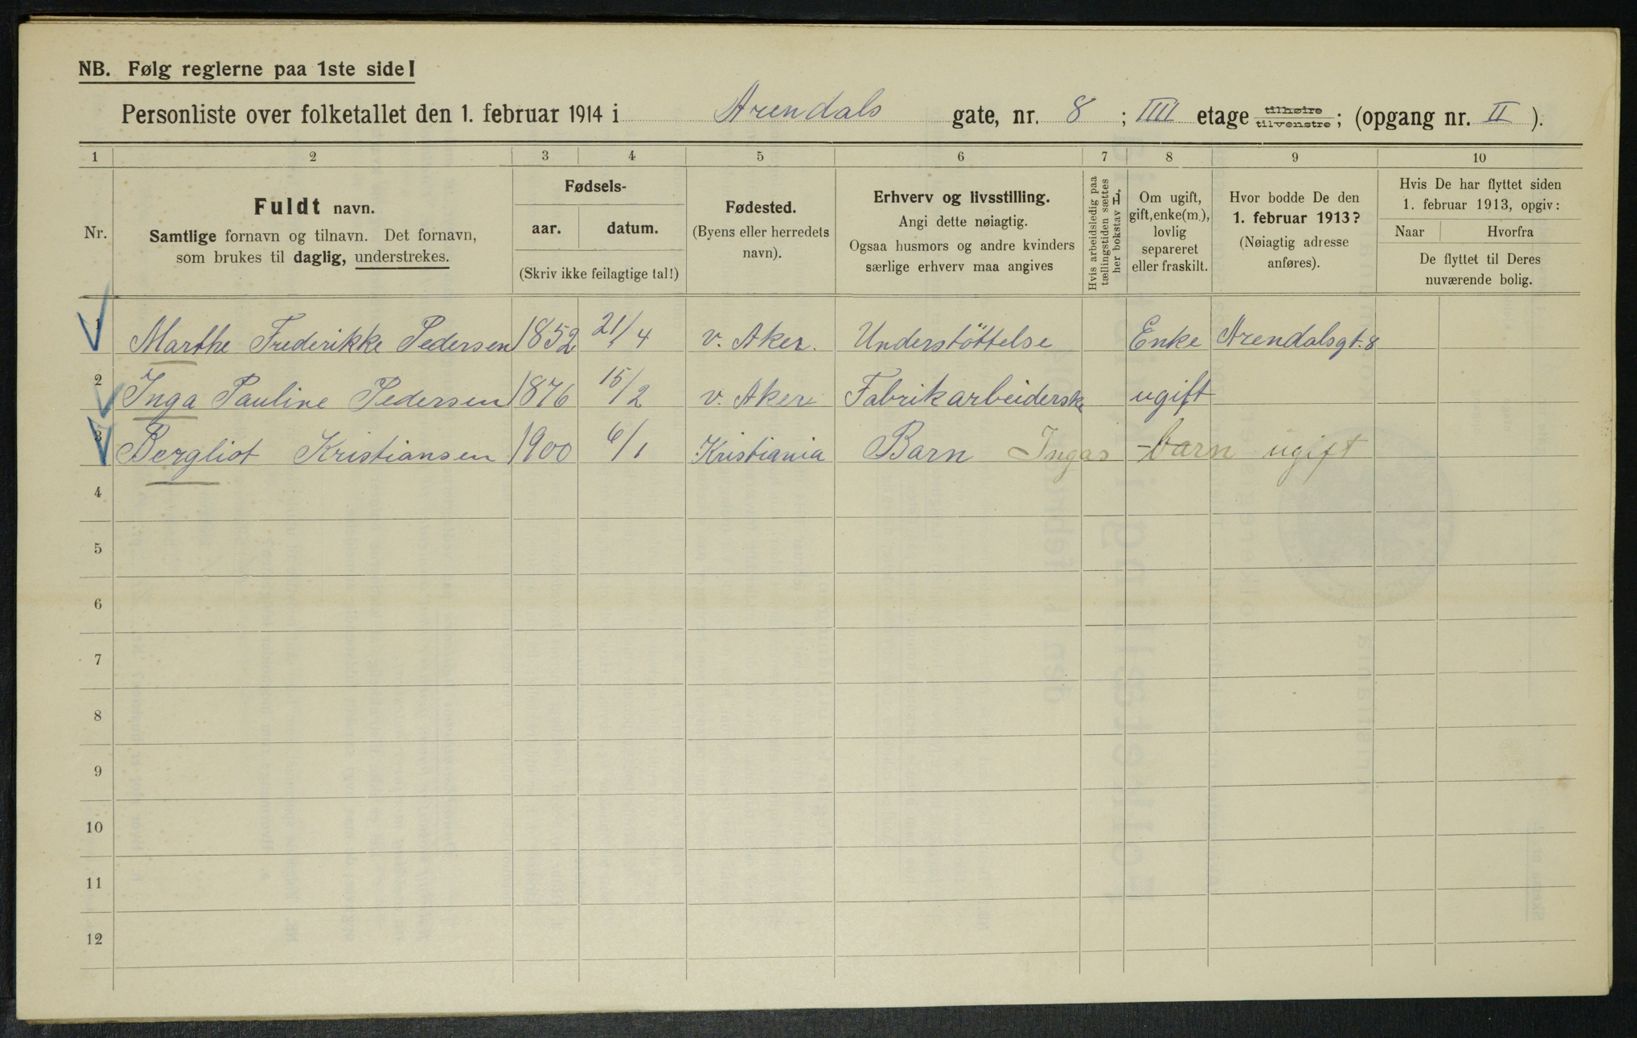 NB. Følg reglerne paa 1ste side!
Personliste over folketallet den 1. februar 1914 i Arendals gate, nr. 8 ; IIII etage tilhøire tilvenstre; (opgang nr. II ).
1 2 3 4 5 6 7 8 9 10
Nr.
Fuldt navn.
Samtlige fornavn og tilnavn. Det fornavn,
som brukes til daglig, understrekes.
Fødsels-
aar. datum.
(Skriv ikke feilagtige tal!)
Fødested.
(Byens eller herredets
navn).
Erhverv og livsstilling.
Angi dette nøiagtig.
Ogsaa husmors og andre kvinders
særlige erhverv maa angives
Hvis arbeidsledig paa
tællingstiden sættes
her bokstav L.
Om ugift,
gift, enke(m.),
lovlig
separeret
eller fraskilt.
Hvor bodde De den
1. februar 1913?
(Nøiagtig adresse
anføres).
Hvis De har flyttet siden
1. februar 1913, opgiv:
Naar Hvorfra
De flyttet til Deres
nuværende bolig.
1 Marthe Frederikke Pedersen 1852 21/4 v. Aker. Understöttelse Enke Arendalsgt. 8
2 Inga Pauline Pedersen 1876 15/2 v. Aker Fabrikarbeiderske ugift
3 Bergliot Kristiansen 1900 6/1 Kristiania Barn Ingas barn ugift
4
5
6
7
8
9
10
11
12